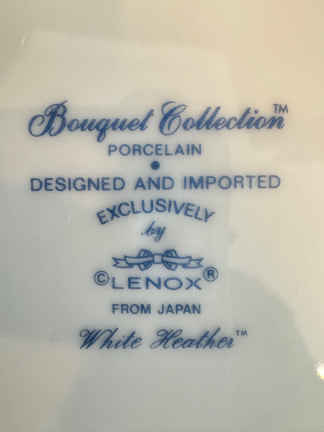 Bouquet Collection™
PORCELAIN
•
DESIGNED AND IMPORTED
EXCLUSIVELY
by
©LENOX®
FROM JAPAN
White Heather™